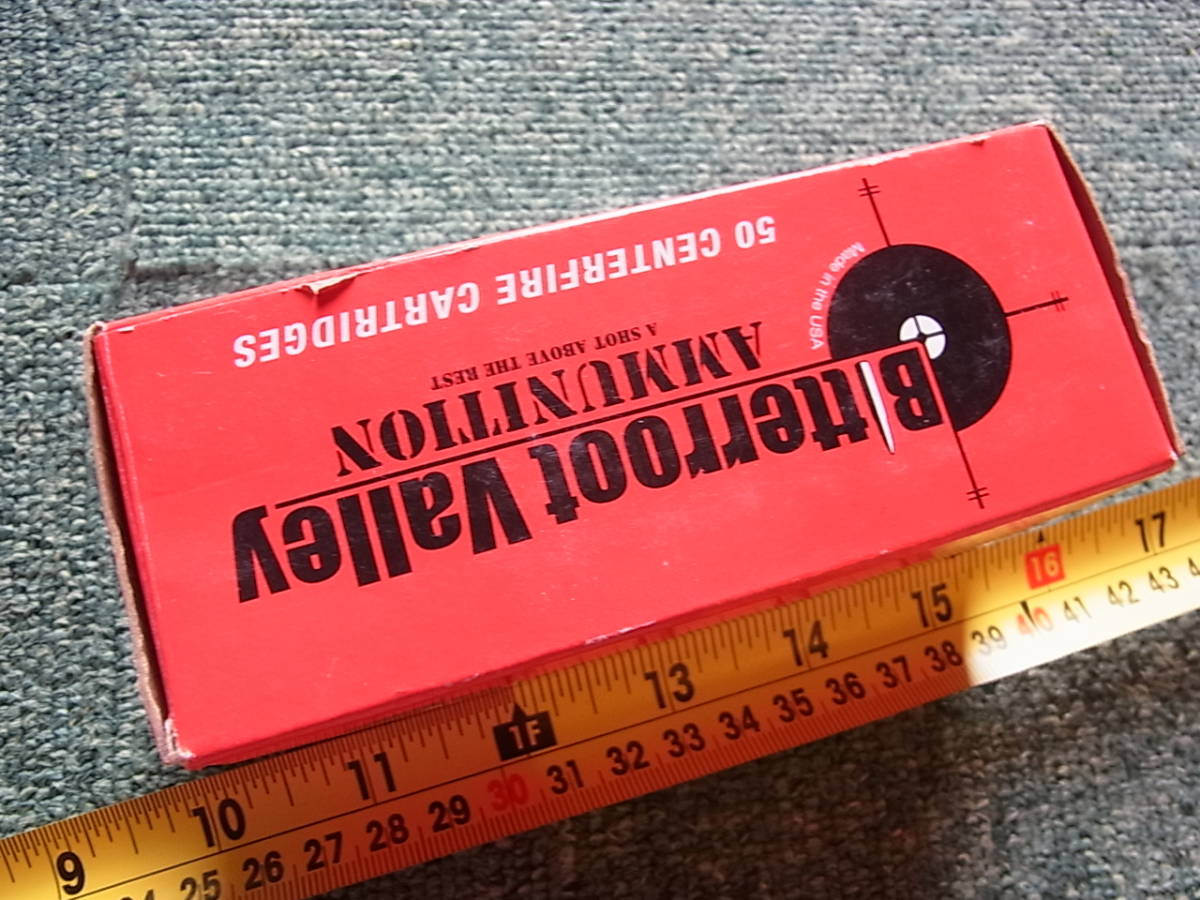 Bitterroot Valley
AMMUNITION
A SHOT ABOVE THE REST
Made in the USA
50 CENTERFIRE CARTRIDGES
9 10 11 1F 13 14 15 16 17
25 26 27 28 29 30 31 32 33 34 35 36 37 38 39 40 41 42 43